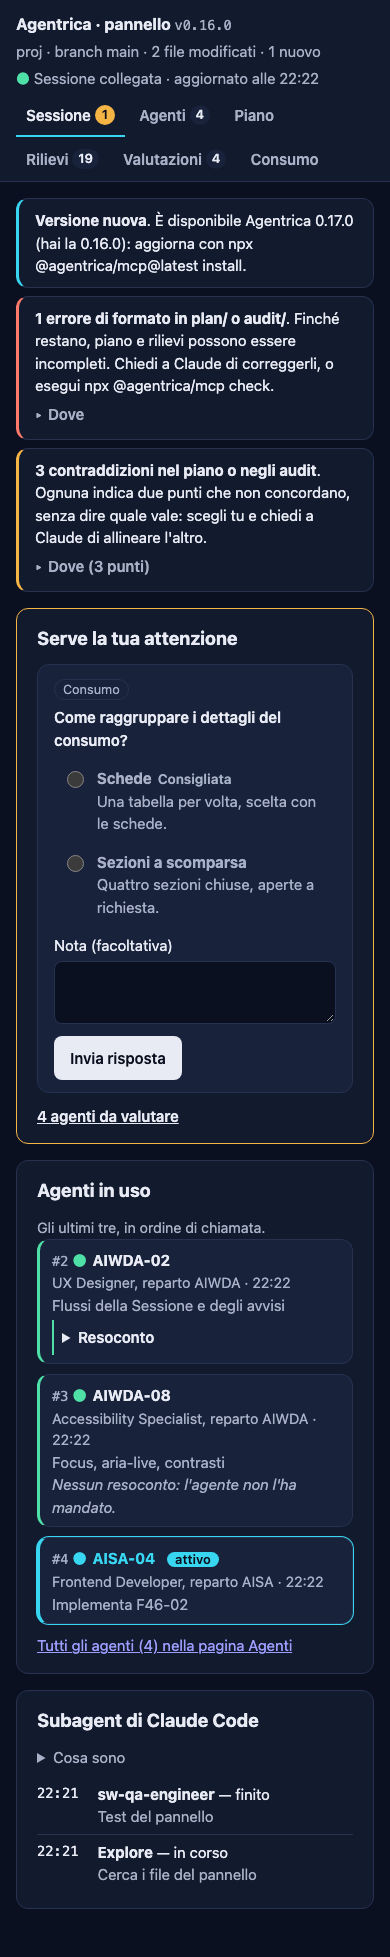 Agentrica · pannello v0.16.0
proj · branch main · 2 file modificati · 1 nuovo
Sessione collegata · aggiornato alle 22:22
Sessione 1 Agenti 4 Piano
Rilievi 19 Valutazioni 4 Consumo
Versione nuova. È disponibile Agentrica 0.17.0
(hai la 0.16.0): aggiorna con npx
@agentrica/mcp@latest install.
1 errore di formato in plan/ o audit/. Finché
restano, piano e rilievi possono essere
incompleti. Chiedi a Claude di correggerli, o
esegui npx @agentrica/mcp check.
Dove
3 contraddizioni nel piano o negli audit.
Ognuna indica due punti che non concordano,
senza dire quale vale: scegli tu e chiedi a
Claude di allineare l'altro.
Dove (3 punti)
Serve la tua attenzione
Consumo
Come raggruppare i dettagli del
consumo?
Schede Consigliata
Una tabella per volta, scelta con
le schede.
Sezioni a scomparsa
Quattro sezioni chiuse, aperte a
richiesta.
Nota (facoltativa)
Invia risposta
4 agenti da valutare
Agenti in uso
Gli ultimi tre, in ordine di chiamata.
#2 AIWDA-02
UX Designer, reparto AIWDA · 22:22
Flussi della Sessione e degli avvisi
Resoconto
#3 AIWDA-08
Accessibility Specialist, reparto AIWDA ·
22:22
Focus, aria-live, contrasti
Nessun resoconto: l'agente non l'ha
mandato.
#4 AISA-04 attivo
Frontend Developer, reparto AISA · 22:22
Implementa F46-02
Tutti gli agenti (4) nella pagina Agenti
Subagent di Claude Code
Cosa sono
22:21 sw-qa-engineer — finito
Test del pannello
22:21 Explore — in corso
Cerca i file del pannello